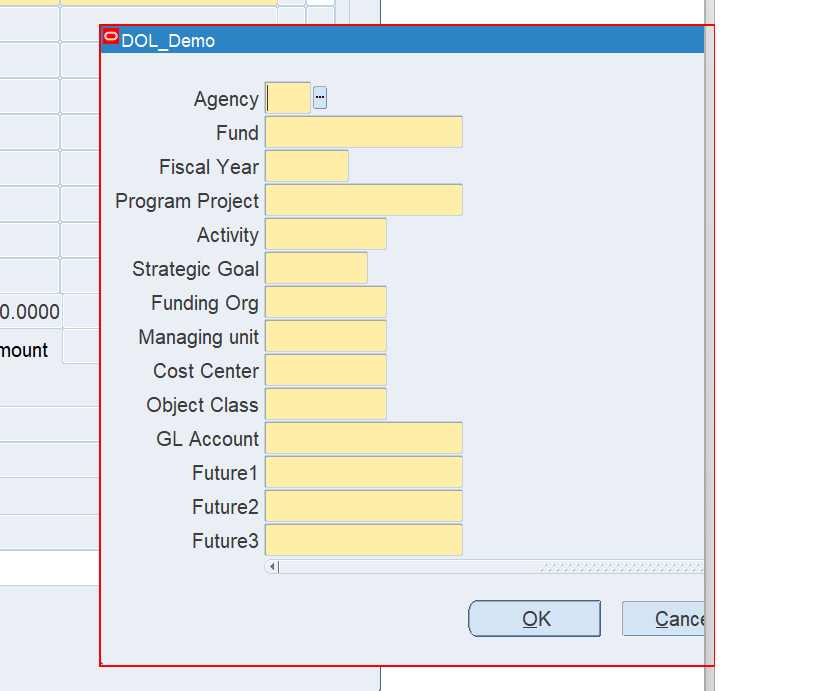 DOL_Demo
Agency
Fund
Fiscal Year
Program Project
Activity
Strategic Goal
Funding Org
0.0000
Managing unit
mount
Cost Center
Object Class
GL Account
Future1
Future2
Future3
OK
Cance